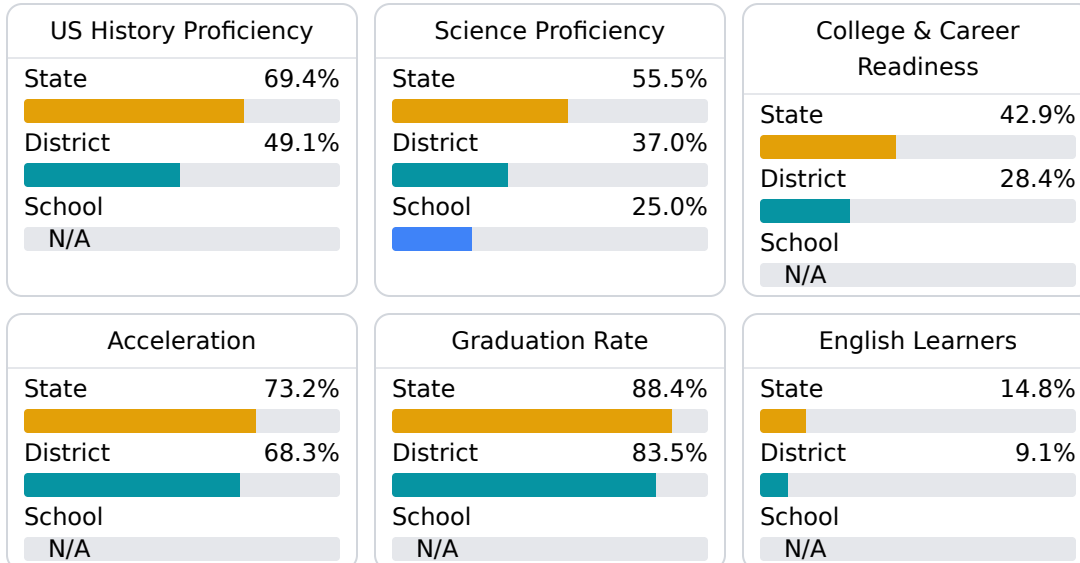 US History Proficiency
State 69.4%
District 49.1%
School
N/A
Science Proficiency
State 55.5%
District 37.0%
School 25.0%
College & Career
Readiness
State 42.9%
District 28.4%
School
N/A
Acceleration
State 73.2%
District 68.3%
School
N/A
Graduation Rate
State 88.4%
District 83.5%
School
N/A
English Learners
State 14.8%
District 9.1%
School
N/A